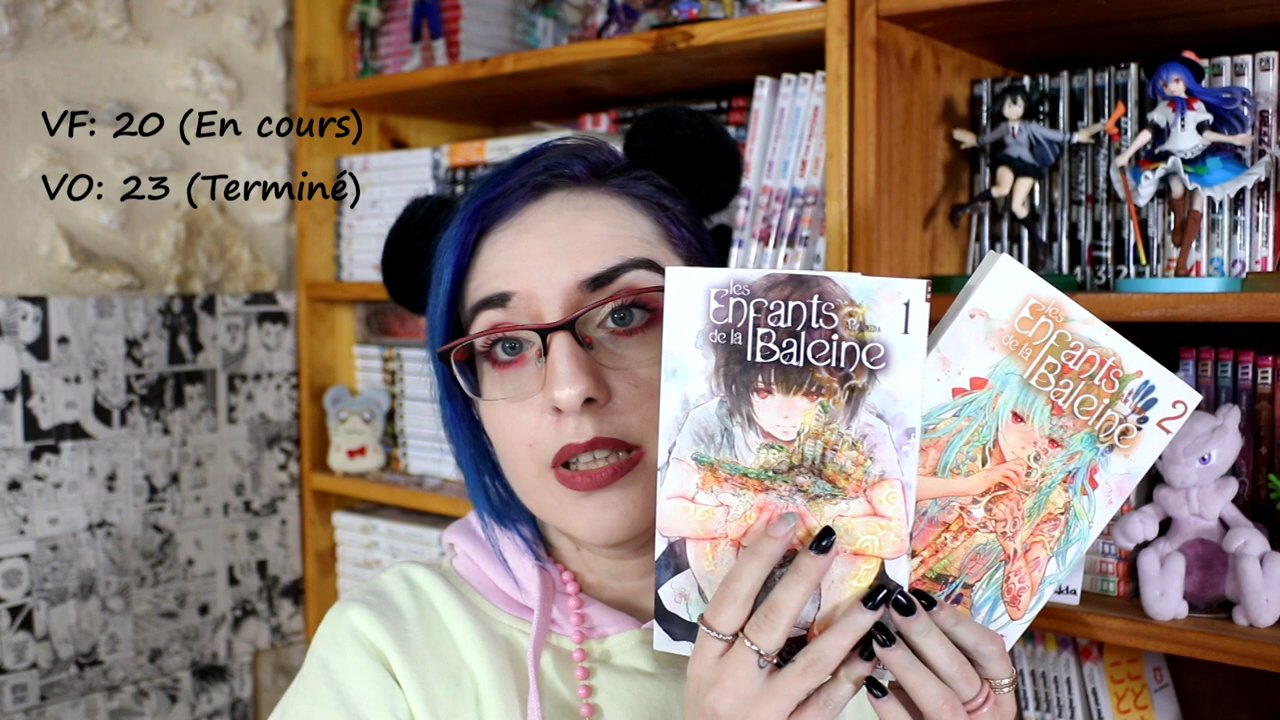 VF: 20 (En cours)
VO: 23 (Terminé)
les
Enfants
de la Baleine
1
les
Enfants
de la Baleine
2